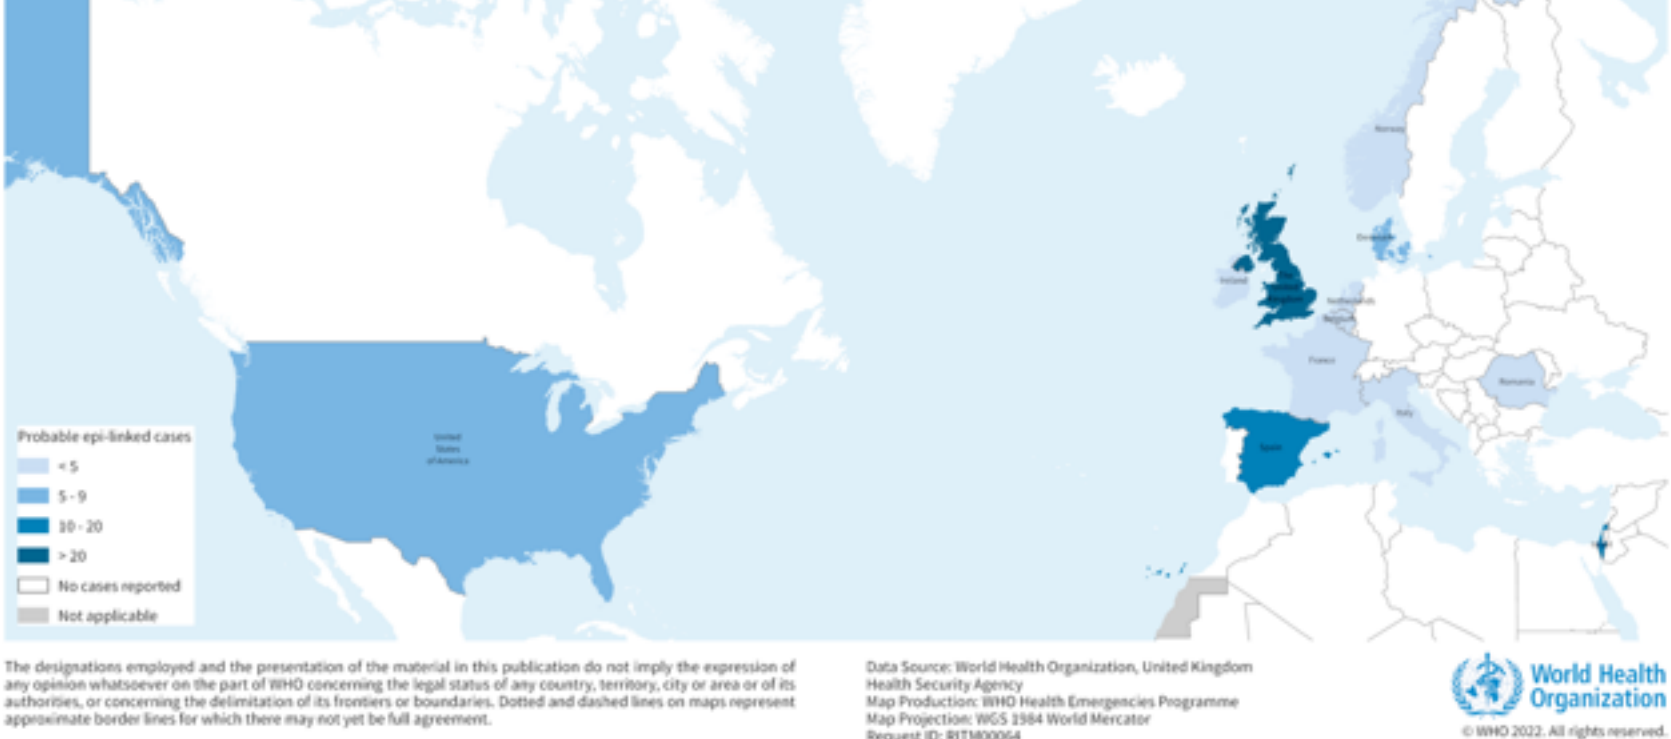 Norway
Denmark
Ireland
Netherlands
Belgium
France
Romania
Italy
Spain
United
States
of America
Probable epi-linked cases
< 5
5 - 9
10 - 20
> 20
No cases reported
Not applicable
The designations employed and the presentation of the material in this publication do not imply the expression of
any opinion whatsoever on the part of WHO concerning the legal status of any country, territory, city or area or of its
authorities, or concerning the delimitation of its frontiers or boundaries. Dotted and dashed lines on maps represent
approximate border lines for which there may not yet be full agreement.
Data Source: World Health Organization, United Kingdom
Health Security Agency
Map Production: WHO Health Emergencies Programme
Map Projection: WGS 1984 World Mercator
Request ID: RITM00064
World Health
Organization
© WHO 2022. All rights reserved.